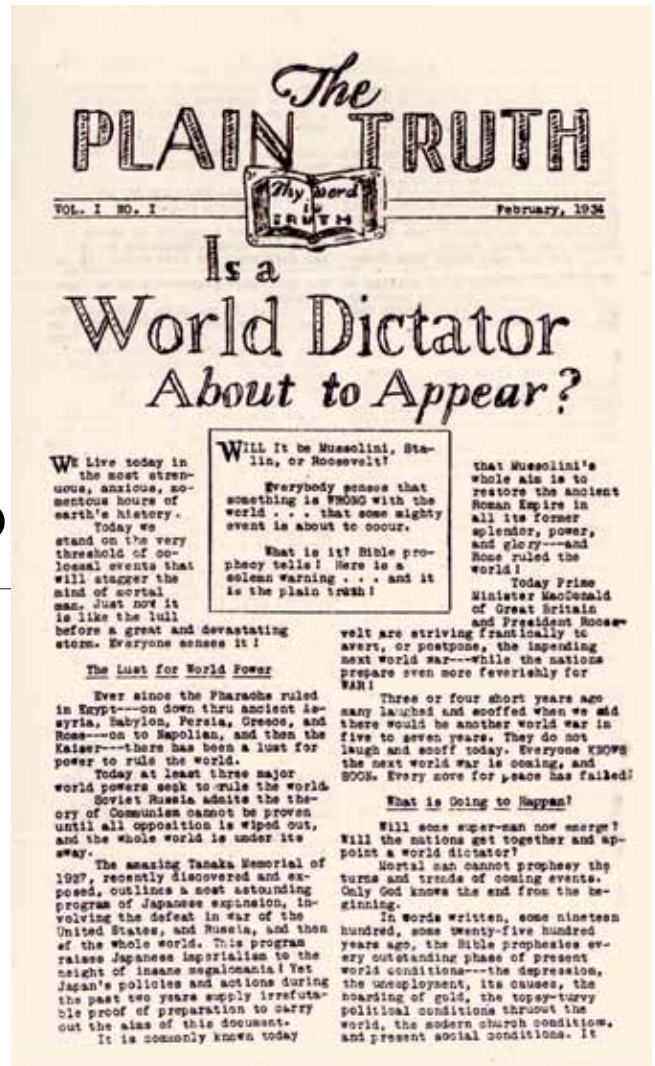 The
PLAIN TRUTH
Thy word
is
TRUTH
VOL. I NO. I
February, 1934
Is a
World Dictator
About to Appear?
WE Live today in
the most stren-
uous, anxious, mo-
mentous hours of
earth's history.
Today we
stand on the very
threshold of co-
lossal events that
will stagger the
mind of mortal
man. Just now it
is like the lull
before a great and devastating
storm. Everyone senses it!
The Lust for World Power
Ever since the Pharaohs ruled
in Egypt---on down thru ancient As-
syria, Babylon, Persia, Greece, and
Rome---on to Napolian, and then the
Kaiser---there has been a lust for
power to rule the world.
Today at least three major
world powers seek to rule the world.
Soviet Russia admits the the-
ory of Communism cannot be proven
until all opposition is wiped out,
and the whole world is under its
sway.
The amazing Tanaka Memorial of
1927, recently discovered and ex-
posed, outlines a most astounding
program of Japanese expansion, in-
volving the defeat in war of the
United States, and Russia, and then
of the whole world. This program
raises Japanese imperialism to the
height of insane megalomania! Yet
Japan's policies and actions during
the past two years supply irrefuta-
ble proof of preparation to carry
out the aims of this document.
It is commonly known today
WILL It be Mussolini, Sta-
lin, or Roosevelt?
Everybody senses that
something is WRONG with the
world . . . that some mighty
event is about to occur.
What is it? Bible pro-
phecy tells! Here is a
solemn warning . . . and it
is the plain truth!
that Mussolini's
whole aim is to
restore the ancient
Roman Empire in
all its former
splendor, power,
and glory---and
Rome ruled the
world!
Today Prime
Minister MacDonald
of Great Britain
and President Roose-
velt are striving frantically to
avert, or postpone, the impending
next world war---while the nations
prepare even more feverishly for
WAR!
Three or four short years ago
many laughed and scoffed when we said
there would be another world war in
five to seven years. They do not
laugh and scoff today. Everyone KNOWS
the next world war is coming, and
SOON. Every move for peace has failed!
What is Going to Happen?
Will some super-man now emerge?
Will the nations get together and ap-
point a world dictator?
Mortal man cannot prophesy the
turns and trends of coming events.
Only God knows the end from the be-
ginning.
In words written, some nineteen
hundred, some twenty-five hundred
years ago, the Bible prophesies ev-
ery outstanding phase of present
world conditions---the depression,
the unemployment, its causes, the
hoarding of gold, the topsy-turvy
political conditions thruout the
world, the modern church conditions,
and present social conditions. It